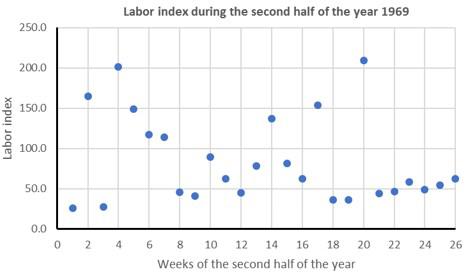 Labor index during the second half of the year 1969
250.0
200.0
150.0
100.0
50.0
0.0
Labor index
0 2 4 6 8 10 12 14 16 18 20 22 24 26
Weeks of the second half of the year